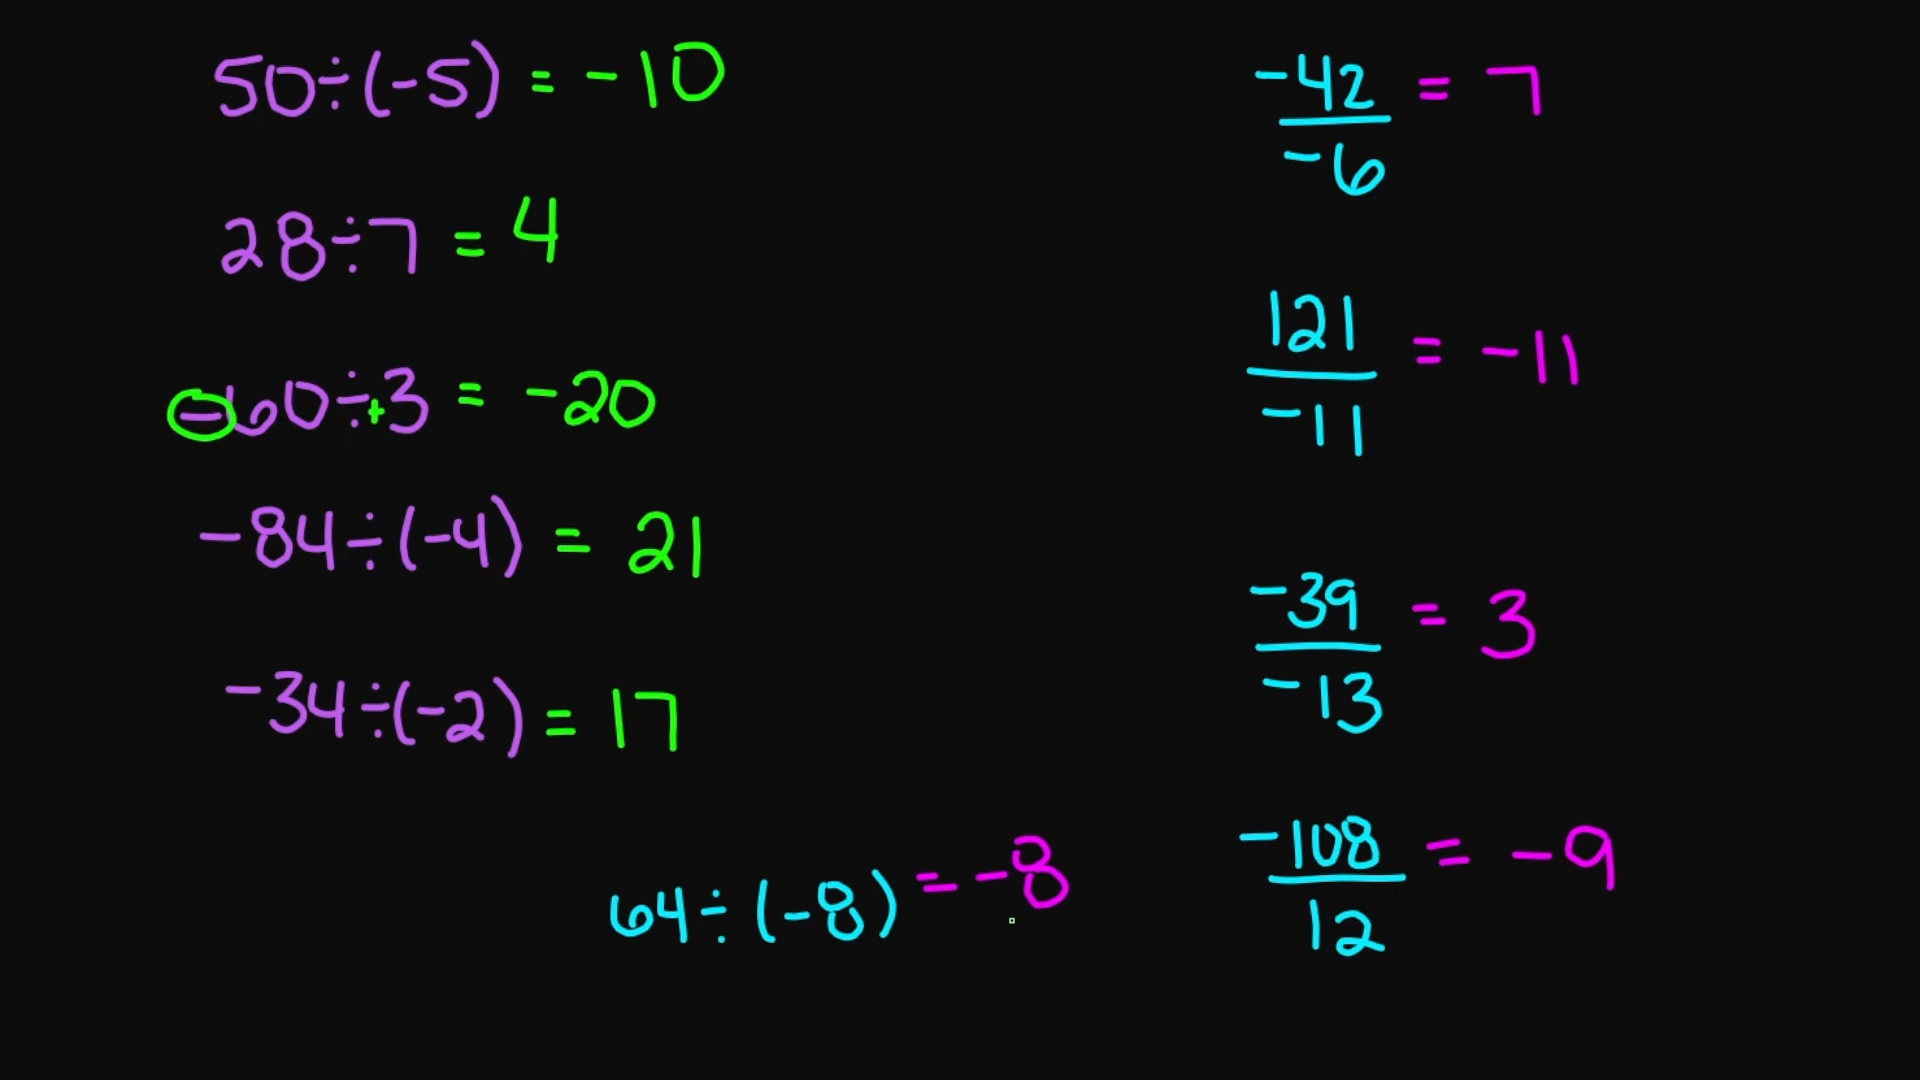 50÷(-5) = -10
28÷7 = 4
-60÷+3 = -20
-84÷(-4) = 21
-34÷(-2) = 17
64÷(-8) = -8
-42
-6
= 7
121
-11
= -11
-39
-13
= 3
-108
12
= -9